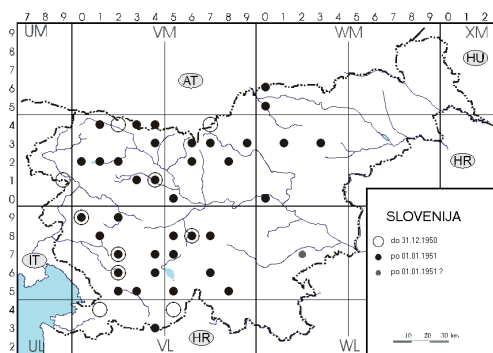 7 8 9 0 1 2 3 4 5 6 7 8 9 0 1 2 3 4 5 6 7 8 9 0 1 2
UM VM WM XM
9
8
HU
7
AT
6
5
4
3
HR
2
1
0
9
SLOVENIJA
8
do 31.12.1950
7
po 01.01.1951
IT
6
po 01.01.1951 ?
5
4
3
HR
10 20 30 km
2
UL VL WL